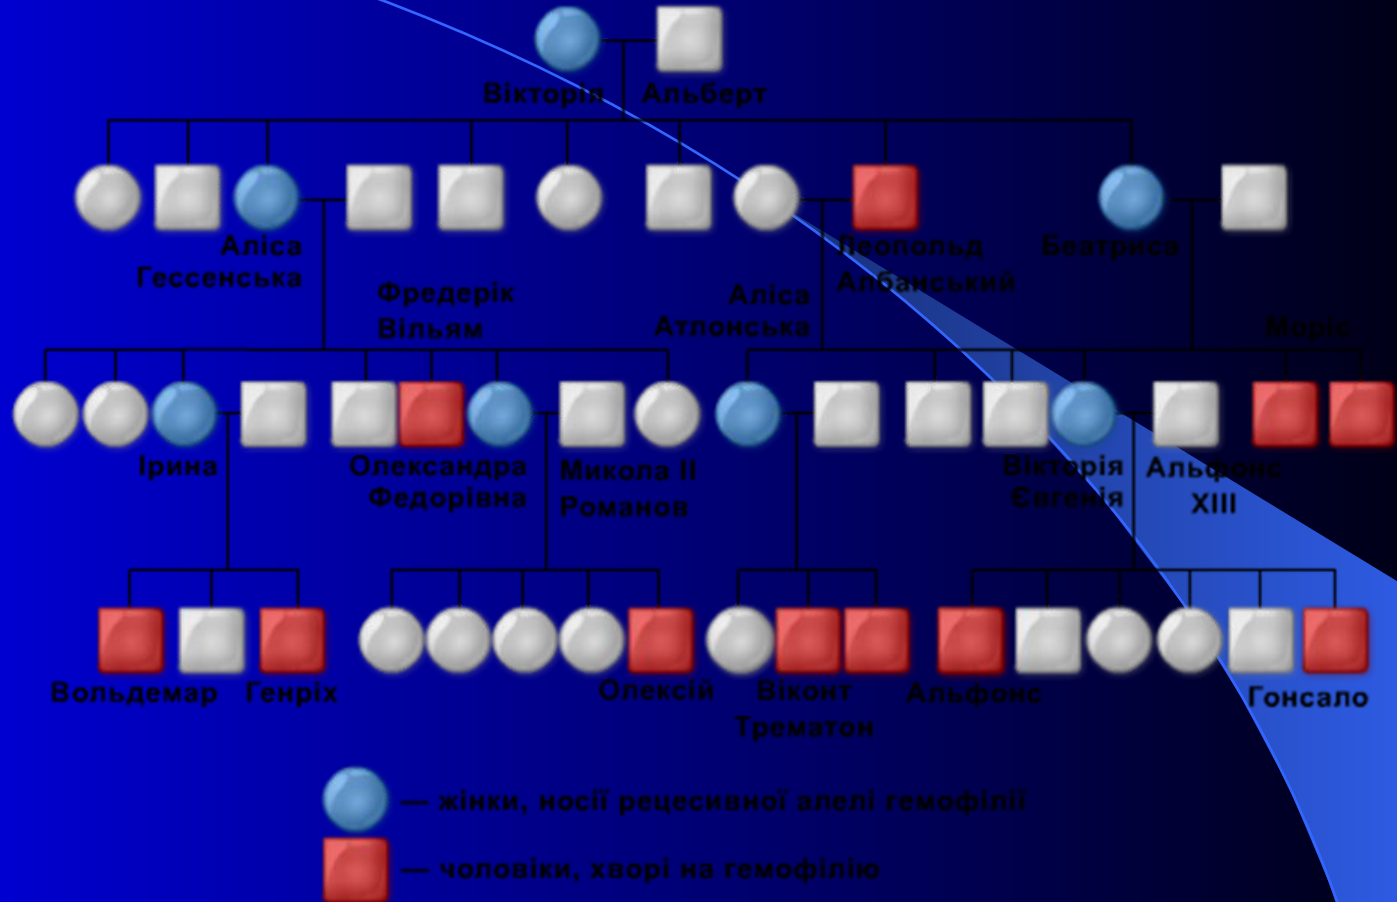 Вікторія Альберт
Аліса
Гессенська
Леопольд
Албанський
Беатриса
Фредерік
Вільям
Аліса
Атлонська
Моріс
Ірина
Олександра
Федорівна
Микола II
Романов
Вікторія
Євгенія
Альфонс
XIII
Вольдемар Генріх
Олексій
Віконт
Трематон
Альфонс
Гонсало
— жінки, носії рецесивної алелі гемофілії
— чоловіки, хворі на гемофілію